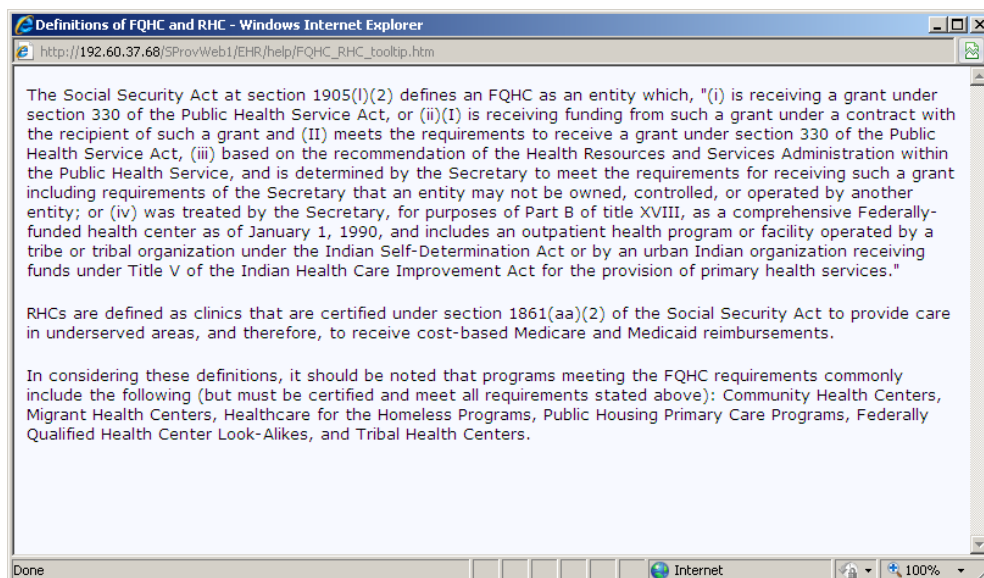 Definitions of FQHC and RHC - Windows Internet Explorer
http://192.60.37.68/SProvWeb1/EHR/help/FQHC_RHC_tooltip.htm
The Social Security Act at section 1905(l)(2) defines an FQHC as an entity which, "(i) is receiving a grant under
section 330 of the Public Health Service Act, or (ii)(I) is receiving funding from such a grant under a contract with
the recipient of such a grant and (II) meets the requirements to receive a grant under section 330 of the Public
Health Service Act, (iii) based on the recommendation of the Health Resources and Services Administration within
the Public Health Service, and is determined by the Secretary to meet the requirements for receiving such a grant
including requirements of the Secretary that an entity may not be owned, controlled, or operated by another
entity; or (iv) was treated by the Secretary, for purposes of Part B of title XVIII, as a comprehensive Federally-
funded health center as of January 1, 1990, and includes an outpatient health program or facility operated by a
tribe or tribal organization under the Indian Self-Determination Act or by an urban Indian organization receiving
funds under Title V of the Indian Health Care Improvement Act for the provision of primary health services."
RHCs are defined as clinics that are certified under section 1861(aa)(2) of the Social Security Act to provide care
in underserved areas, and therefore, to receive cost-based Medicare and Medicaid reimbursements.
In considering these definitions, it should be noted that programs meeting the FQHC requirements commonly
include the following (but must be certified and meet all requirements stated above): Community Health Centers,
Migrant Health Centers, Healthcare for the Homeless Programs, Public Housing Primary Care Programs, Federally
Qualified Health Center Look-Alikes, and Tribal Health Centers.
Done
Internet
100%